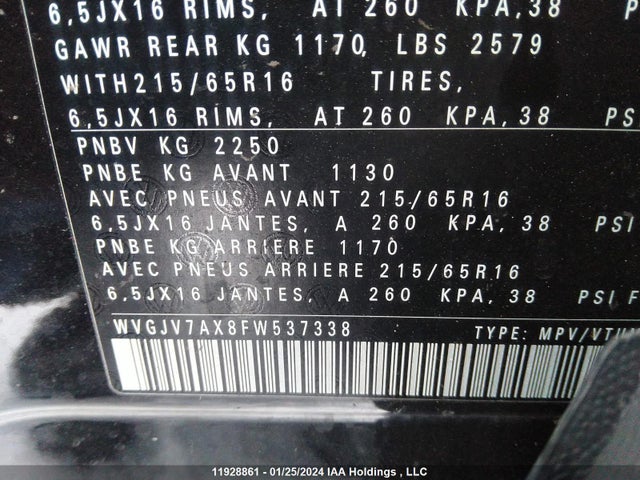 6,5JX16 RIMS, AT 260 KPA,38
GAWR REAR KG 1170, LBS 2579
WITH215/65R16 TIRES,
6,5JX16 RIMS, AT 260 KPA,38 PSI
PNBV KG 2250
PNBE KG AVANT 1130
AVEC PNEUS AVANT 215/65R16
6,5JX16 JANTES, A 260 KPA,38 PSI
PNBE KG ARRIERE 1170
AVEC PNEUS ARRIERE 215/65R16
6,5JX16 JANTES, A 260 KPA, 38 PSI F
WVGJV7AX8FW537338 TYPE: MPV/VTU
11928861 - 01/25/2024 IAA Holdings , LLC